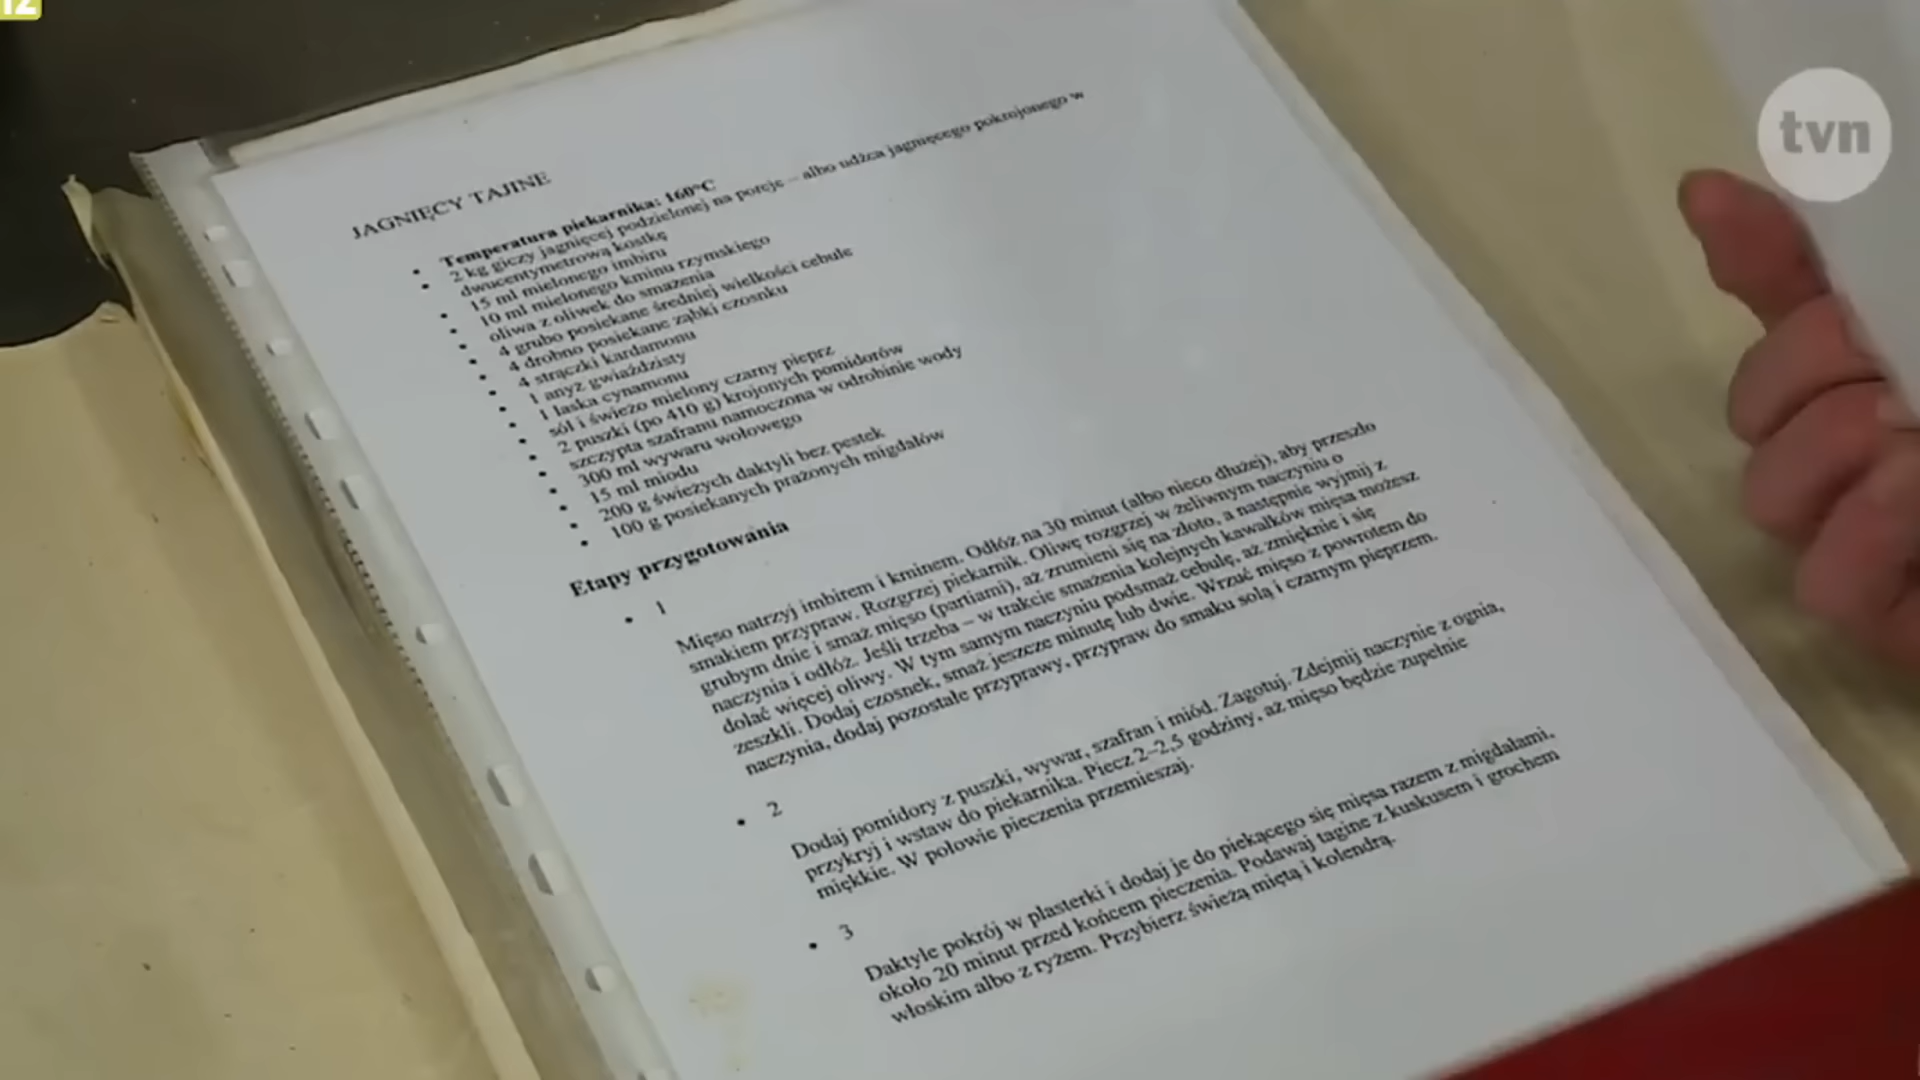 12
tvn
JAGNIĘCY TAJINE
• Temperatura piekarnika: 160°C
• 2 kg giczy jagnięcej podzielonej na porcje – albo udźca jagnięcego pokrojonego w
dwucentymetrową kostkę
• 15 ml mielonego imbiru
• 10 ml mielonego kminu rzymskiego
• oliwa z oliwek do smażenia
• 4 grubo posiekane średniej wielkości cebule
• 4 drobno posiekane ząbki czosnku
• 4 strączki kardamonu
• 1 anyż gwiaździsty
• 1 laska cynamonu
• sól i świeżo mielony czarny pieprz
• 2 puszki (po 410 g) krojonych pomidorów
• szczypta szafranu namoczona w odrobinie wody
• 300 ml wywaru wołowego
• 15 ml miodu
• 200 g świeżych daktyli bez pestek
• 100 g posiekanych prażonych migdałów
Etapy przygotowania
• 1
Mięso natrzyj imbirem i kminem. Odłóż na 30 minut (albo nieco dłużej), aby przeszło
smakiem przypraw. Rozgrzej piekarnik. Oliwę rozgrzej w żeliwnym naczyniu o
grubym dnie i smaż mięso (partiami), aż zrumieni się na złoto, a następnie wyjmij z
naczynia i odłóż. Jeśli trzeba – w trakcie smażenia kolejnych kawałków mięsa możesz
dolać więcej oliwy. W tym samym naczyniu podsmaż cebulę, aż zmięknie i się
zeszkli. Dodaj czosnek, smaż jeszcze minutę lub dwie. Wrzuć mięso z powrotem do
naczynia, dodaj pozostałe przyprawy, przypraw do smaku solą i czarnym pieprzem.
• 2
Dodaj pomidory z puszki, wywar, szafran i miód. Zagotuj. Zdejmij naczynie z ognia,
przykryj i wstaw do piekarnika. Piecz 2–2,5 godziny, aż mięso będzie zupełnie
miękkie. W połowie pieczenia przemieszaj.
• 3
Daktyle pokrój w plasterki i dodaj je do piekącego się mięsa razem z migdałami,
około 20 minut przed końcem pieczenia. Podawaj tagine z kuskusem i grochem
włoskim albo z ryżem. Przybierz świeżą miętą i kolendrą.